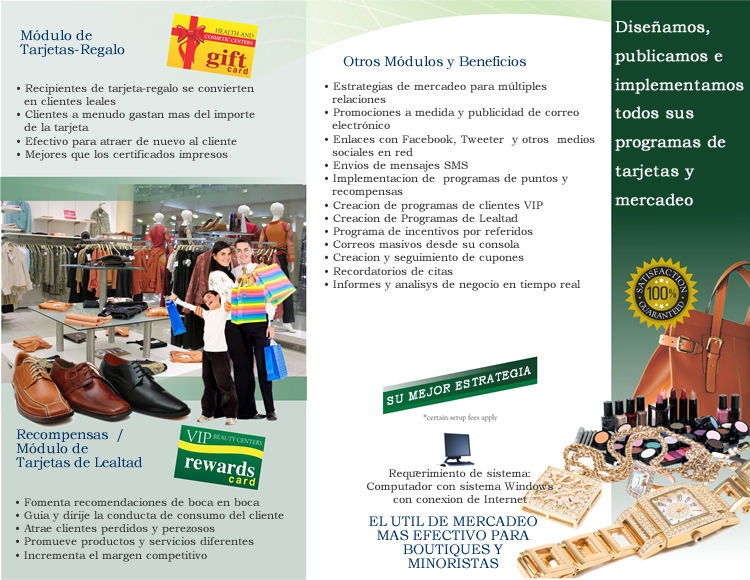 Módulo de
Tarjetas-Regalo
HEALTH AND
COSMETIC CENTERS
gift
card
• Recipientes de tarjeta-regalo se convierten
en clientes leales
• Clientes a menudo gastan mas del importe
de la tarjeta
• Efectivo para atraer de nuevo al cliente
• Mejores que los certificados impresos
Recompensas /
Módulo de
Tarjetas de Lealtad
VIP BEAUTY CENTERS
rewards
card
• Fomenta recomendaciones de boca en boca
• Guia y dirije la conducta de consumo del cliente
• Atrae clientes perdidos y perezosos
• Promueve productos y servicios diferentes
• Incrementa el margen competitivo
Otros Módulos y Beneficios
• Estrategias de mercadeo para múltiples
relaciones
• Promociones a medida y publicidad de correo
electrónico
• Enlaces con Facebook, Tweeter y otros medios
sociales en red
• Envios de mensajes SMS
• Implementacion de programas de puntos y
recompensas
• Creacion de programas de clientes VIP
• Creacion de Programas de Lealtad
• Programa de incentivos por referidos
• Correos masivos desde su consola
• Creacion y seguimiento de cupones
• Recordatorios de citas
• Informes y analisys de negocio en tiempo real
SU MEJOR ESTRATEGIA
*certain setup fees apply
Requerimiento de sistema:
Computador con sistema Windows
con conexion de Internet
EL UTIL DE MERCADEO
MAS EFECTIVO PARA
BOUTIQUES Y
MINORISTAS
Diseñamos,
publicamos e
implementamos
todos sus
programas de
tarjetas y
mercadeo
SATISFACTION
100%
GUARANTEED